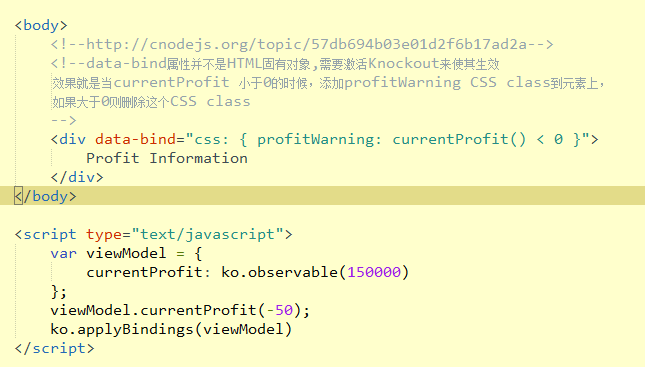 <body>
<!--http://cnodejs.org/topic/57db694b03e01d2f6b17ad2a-->
<!--data-bind属性并不是HTML固有对象,需要激活Knockout来使其生效
效果就是当currentProfit 小于0的时候，添加profitWarning CSS class到元素上，
如果大于0则删除这个CSS class
-->
<div data-bind="css: { profitWarning: currentProfit() < 0 }">
Profit Information
</div>
</body>
<script type="text/javascript">
var viewModel = {
currentProfit: ko.observable(150000)
};
viewModel.currentProfit(-50);
ko.applyBindings(viewModel)
</script>